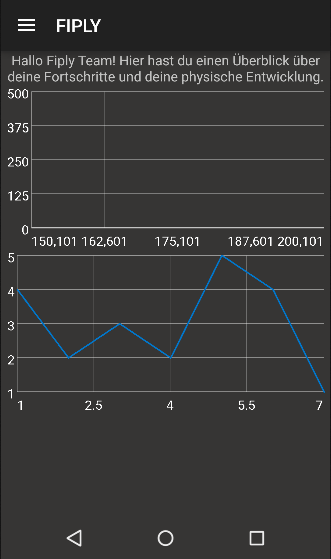 FIPLY
Hallo Fiply Team! Hier hast du einen Überblick über
deine Fortschritte und deine physische Entwicklung.
500
375
250
125
0
150,101 162,601 175,101 187,601 200,101
5
4
3
2
1
1 2.5 4 5.5 7